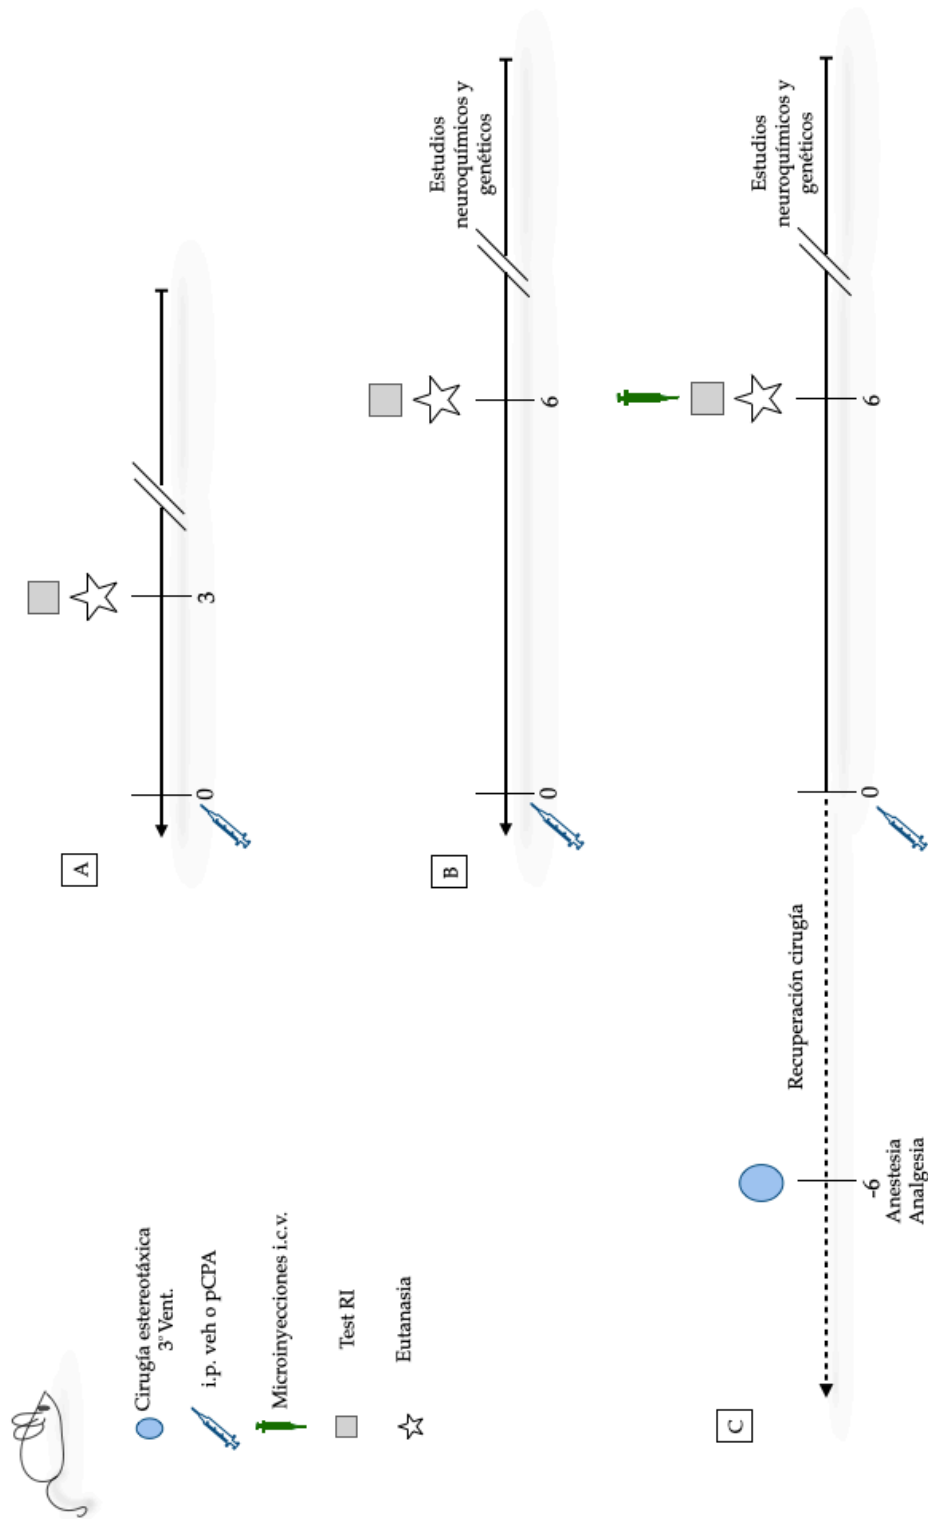 Cirugía estereotáxica
3º Vent.
i.p. veh o pCPA
Microinyecciones i.c.v.
Test RI
Eutanasia
A
0
3
B
0
6
Estudios
neuroquímicos y
genéticos
C
-6
Anestesia
Analgesia
Recuperación cirugía
0
6
Estudios
neuroquímicos y
genéticos